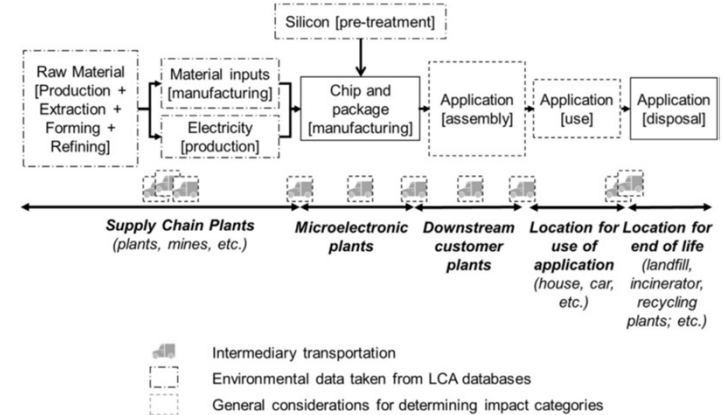 Silicon [pre-treatment]
Raw Material
[Production +
Extraction +
Forming +
Refining]
Material inputs
[manufacturing]
Electricity
[production]
Chip and
package
[manufacturing]
Application
[assembly]
Application
[use]
Application
[disposal]
Supply Chain Plants
(plants, mines, etc.)
Microelectronic
plants
Downstream
customer
plants
Location for
use of
application
(house, car,
etc.)
Location for
end of life
(landfill,
incinerator,
recycling
plants; etc.)
Intermediary transportation
Environmental data taken from LCA databases
General considerations for determining impact categories